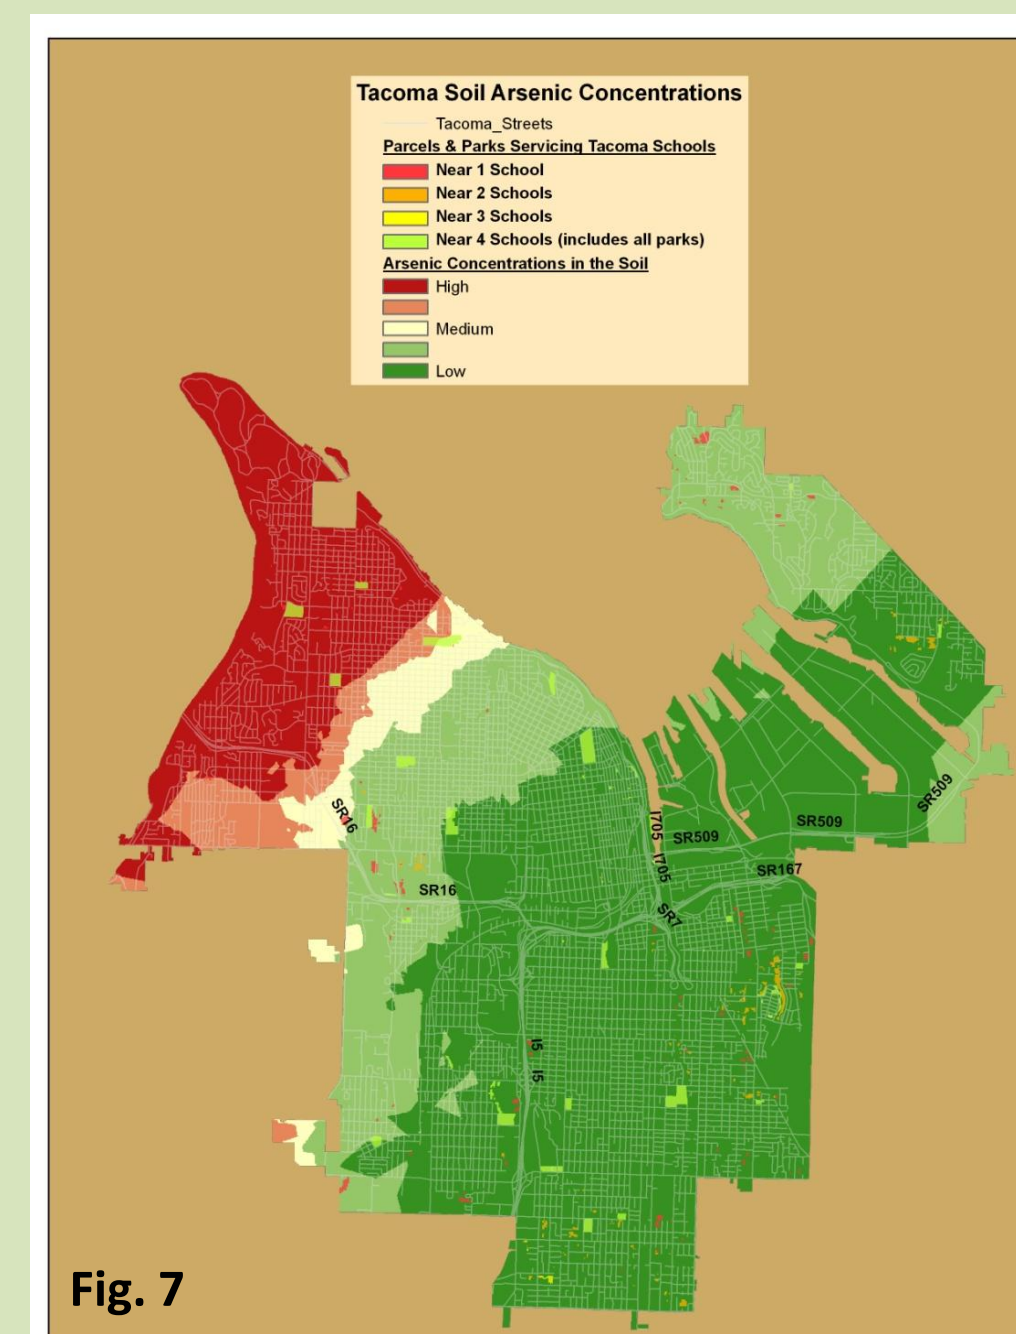 Tacoma Soil Arsenic Concentrations
Tacoma_Streets
Parcels & Parks Servicing Tacoma Schools
Near 1 School
Near 2 Schools
Near 3 Schools
Near 4 Schools (includes all parks)
Arsenic Concentrations in the Soil
High
Medium
Low
SR16
SR509
I705
SR509
SR509
I705
SR167
SR16
SR7
I5
I5
Fig. 7